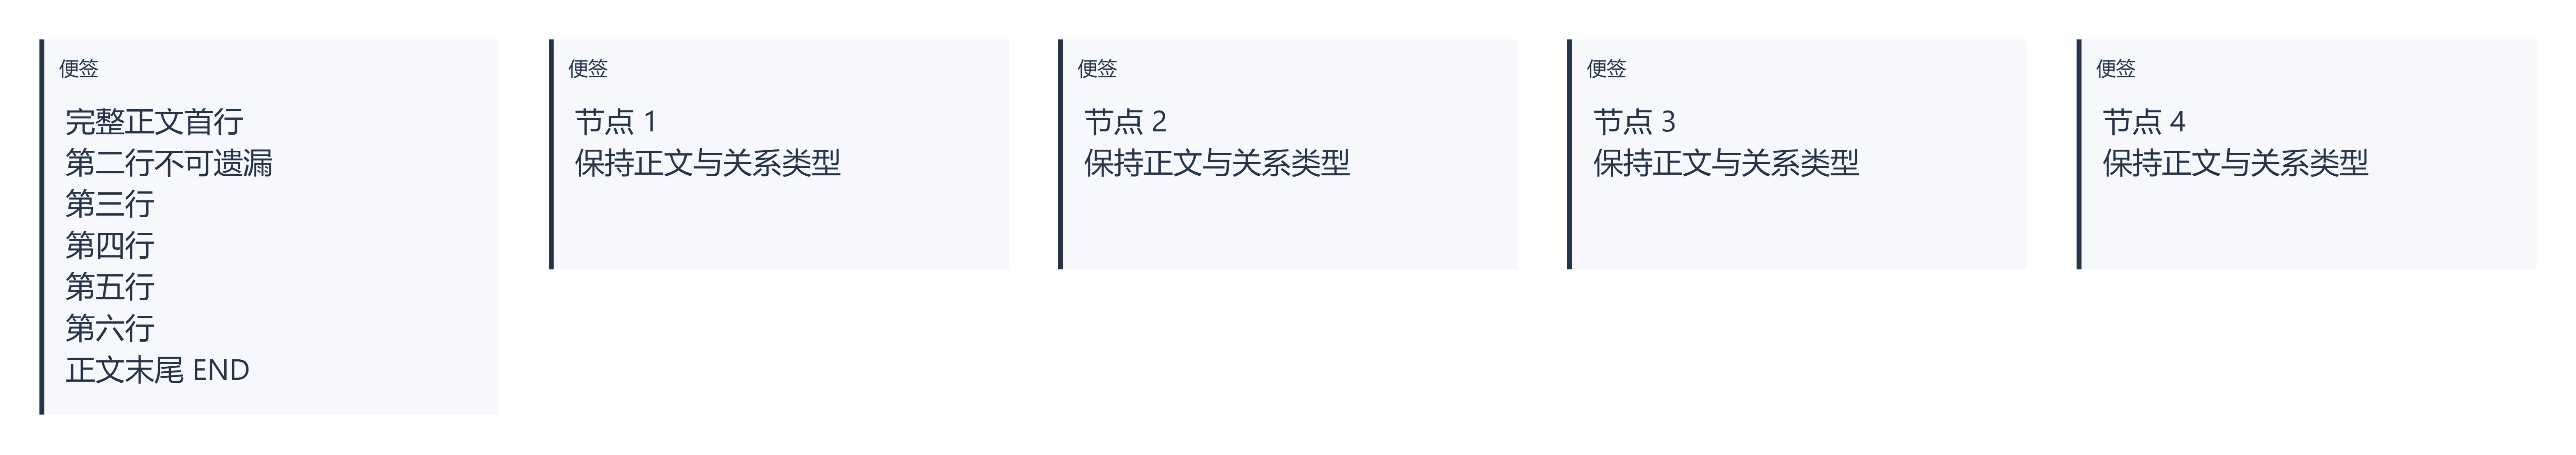 便签
完整正文首行
第二行不可遗漏
第三行
第四行
第五行
第六行
正文末尾 END
便签
节点 1
保持正文与关系类型
便签
节点 2
保持正文与关系类型
便签
节点 3
保持正文与关系类型
便签
节点 4
保持正文与关系类型